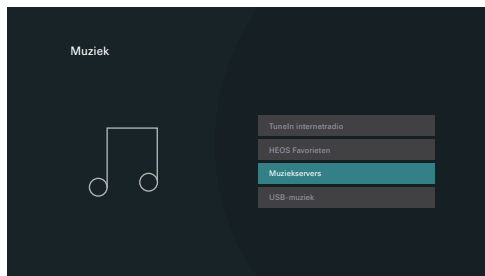 Muziek
TuneIn internetradio
HEOS Favorieten
Muziekservers
USB-muziek